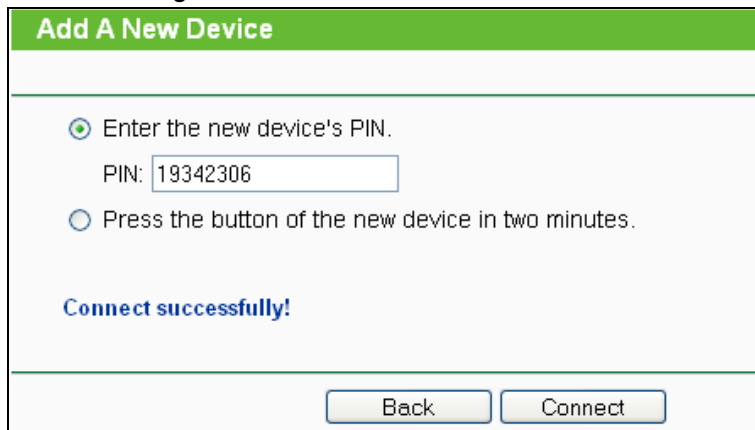 Add A New Device
Enter the new device's PIN.
PIN: 19342306
Press the button of the new device in two minutes.
Connect successfully!
Back Connect